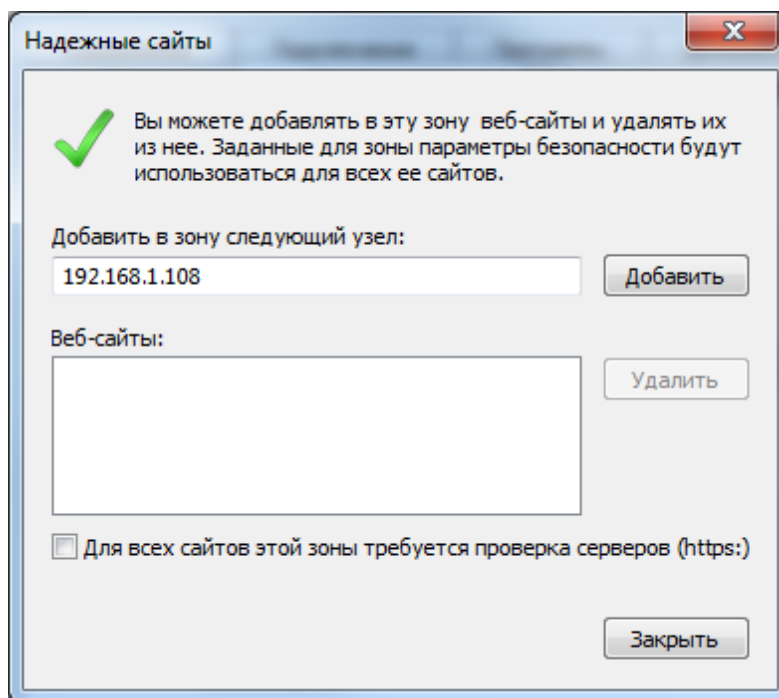 Надежные сайты
Вы можете добавлять в эту зону веб-сайты и удалять их
из нее. Заданные для зоны параметры безопасности будут
использоваться для всех ее сайтов.
Добавить в зону следующий узел:
192.168.1.108
Добавить
Веб-сайты:
Удалить
Для всех сайтов этой зоны требуется проверка серверов (https:)
Закрыть